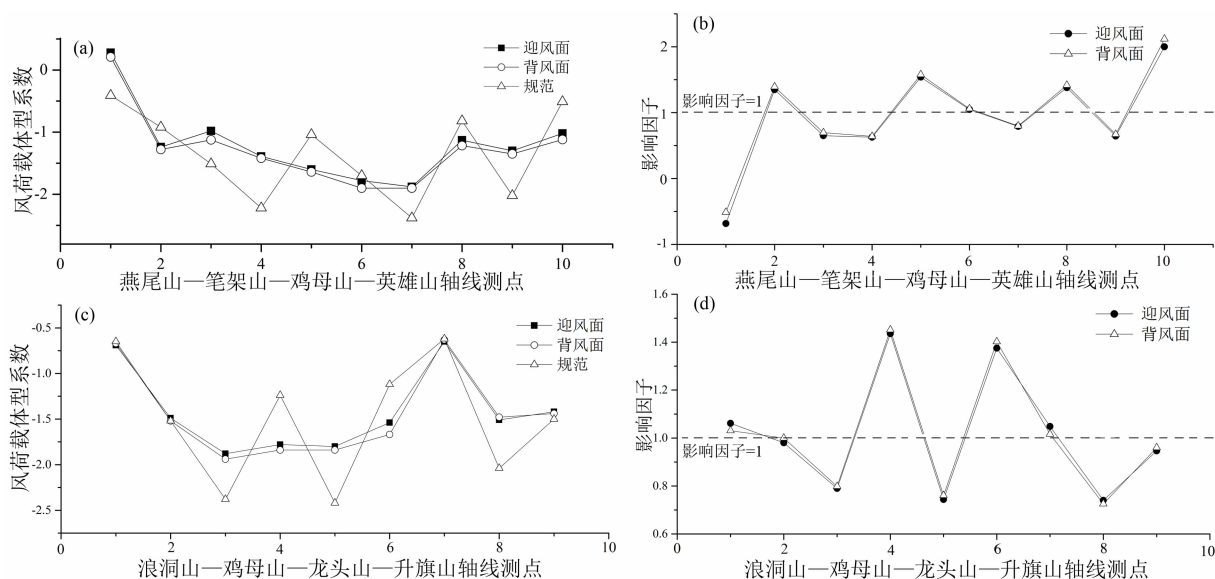 (a)
迎风面
背风面
规范
风荷载体型系数
0
-1
-2
0
2
4
6
8
10
燕尾山—笔架山—鸡母山—英雄山轴线测点
(b)
迎风面
背风面
影响因子=1
影响因子
2
1
0
-1
0
2
4
6
8
10
燕尾山—笔架山—鸡母山—英雄山轴线测点
(c)
迎风面
背风面
规范
风荷载体型系数
-0.5
-1.0
-1.5
-2.0
-2.5
0
2
4
6
8
10
浪洞山—鸡母山—龙头山—升旗山轴线测点
(d)
迎风面
背风面
影响因子=1
影响因子
1.6
1.4
1.2
1.0
0.8
0.6
0
2
4
6
8
10
浪洞山—鸡母山—龙头山—升旗山轴线测点